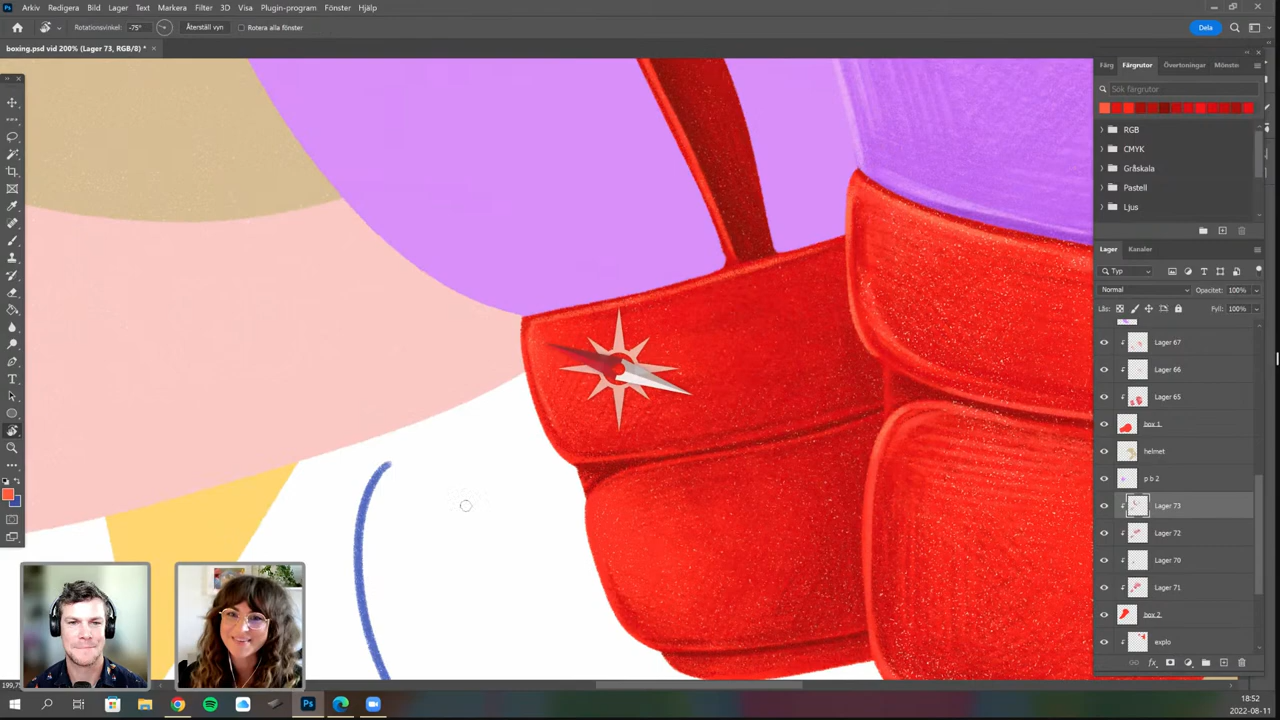 Arkiv Redigera Bild Lager Text Markera Filter 3D Visa Plugin-program Fönster Hjälp
Rotationsvinkel: -75° Återställ vyn Rotera alla fönster Dela
boxing.psd vid 200% (Lager 73, RGB/8) *
Färg Färgrutor Övertoningar Mönste
Sök färgrutor
RGB
CMYK
Gråskala
Pastell
Ljus
Lager Kanaler
Typ
Normal Opacitet: 100%
Lås: Fyll: 100%
Lager 67
Lager 66
Lager 65
box 1
helmet
p b 2
Lager 73
Lager 72
Lager 70
Lager 71
box 2
explo
fx
Ps
18:52
2022-08-11